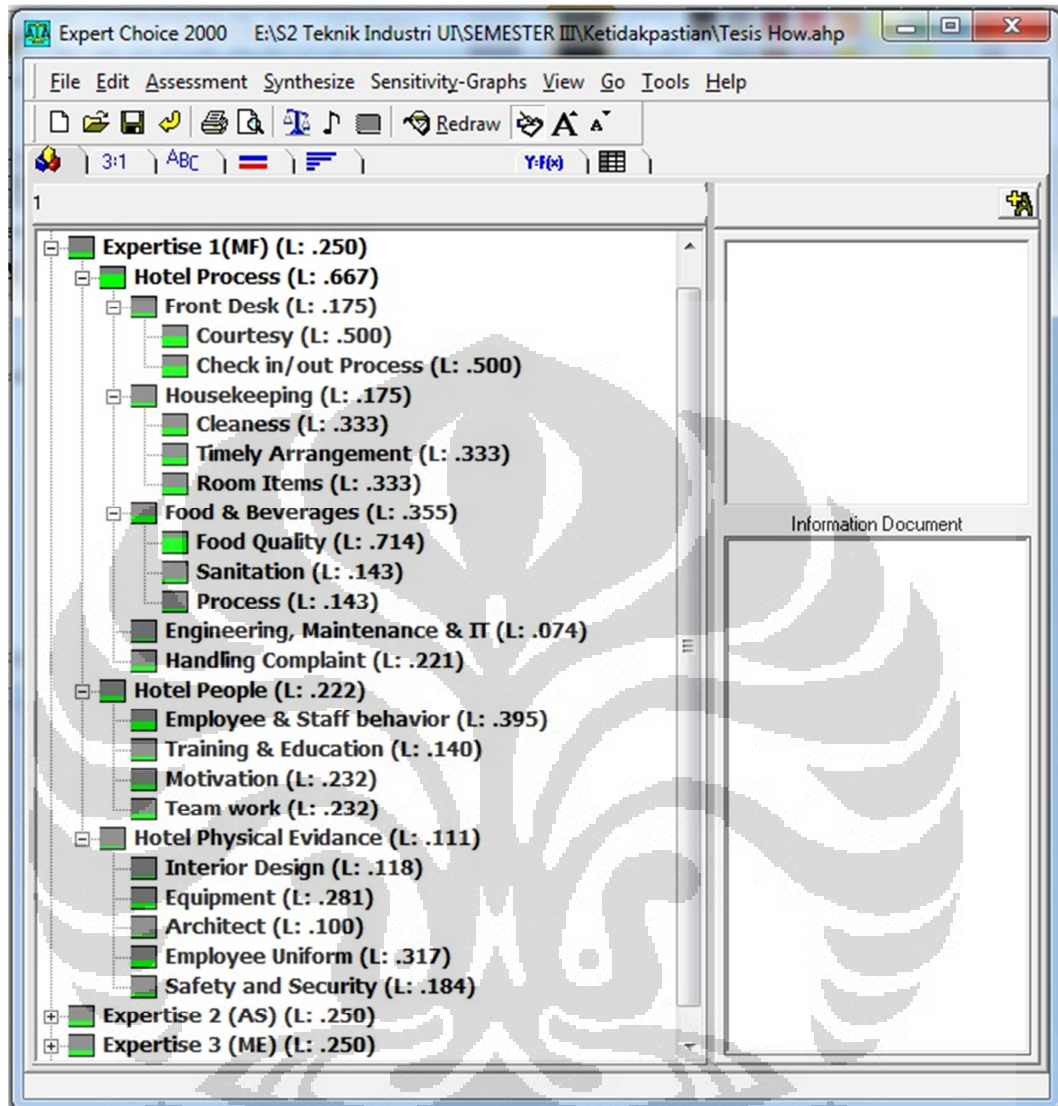 Expert Choice 2000 E:\S2 Teknik Industri UI\SEMESTER III\Ketidakpastian\Tesis How.ahp
File Edit Assessment Synthesize Sensitivity-Graphs View Go Tools Help
Redraw A A
3:1 ABC Y=F(x)
1
Expertise 1(MF) (L: .250)
Hotel Process (L: .667)
Front Desk (L: .175)
Courtesy (L: .500)
Check in/out Process (L: .500)
Housekeeping (L: .175)
Cleaness (L: .333)
Timely Arrangement (L: .333)
Room Items (L: .333)
Food & Beverages (L: .355)
Food Quality (L: .714)
Sanitation (L: .143)
Process (L: .143)
Engineering, Maintenance & IT (L: .074)
Handling Complaint (L: .221)
Hotel People (L: .222)
Employee & Staff behavior (L: .395)
Training & Education (L: .140)
Motivation (L: .232)
Team work (L: .232)
Hotel Physical Evidance (L: .111)
Interior Design (L: .118)
Equipment (L: .281)
Architect (L: .100)
Employee Uniform (L: .317)
Safety and Security (L: .184)
Expertise 2 (AS) (L: .250)
Expertise 3 (ME) (L: .250)
Information Document